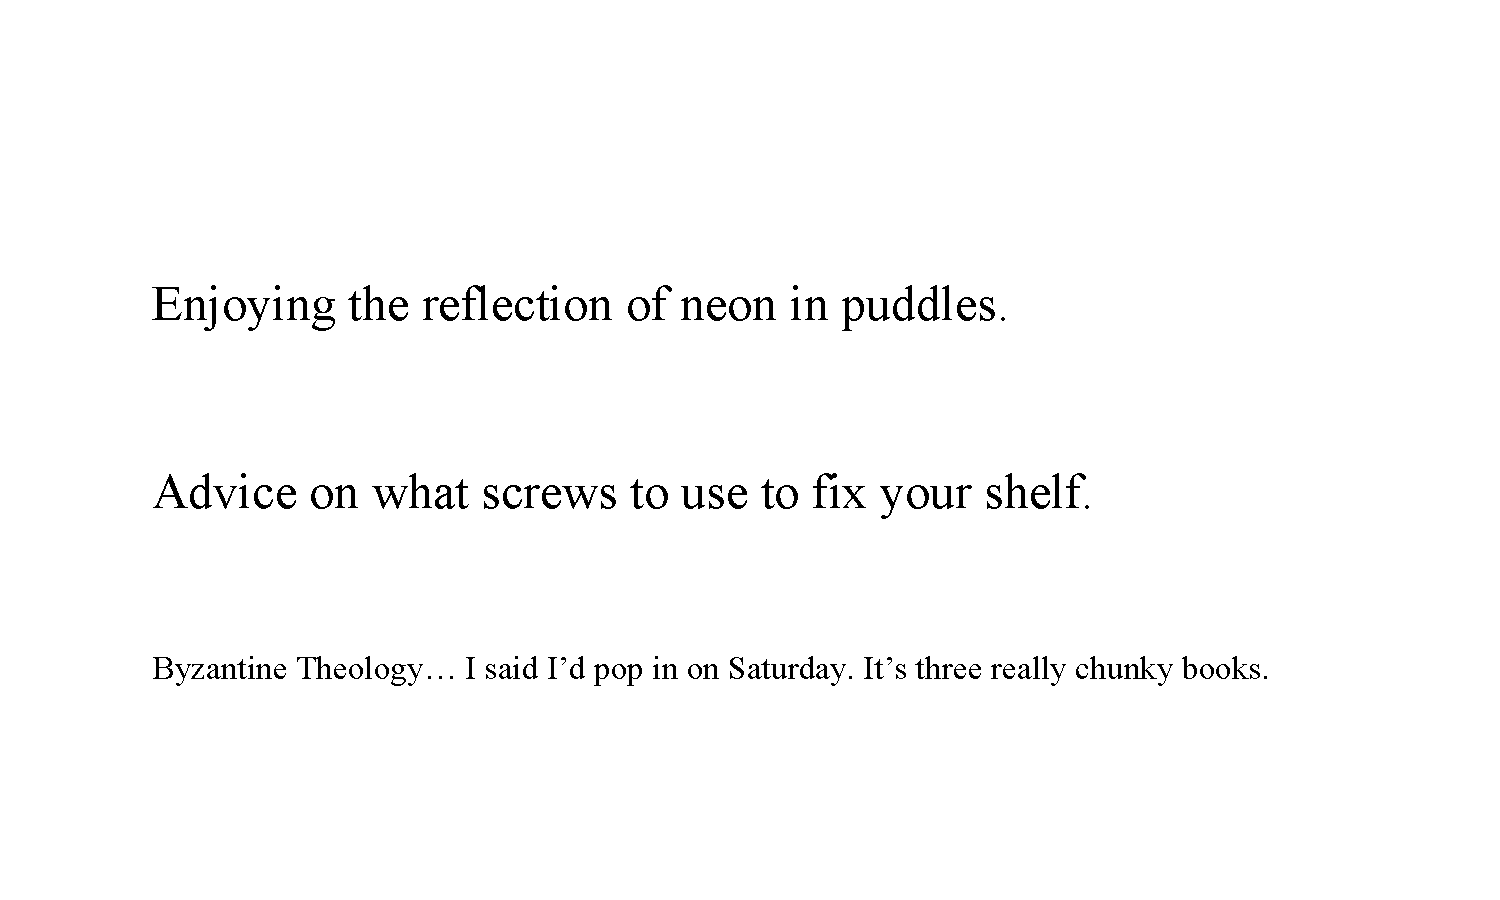 Enjoying the reflection of neon in puddles.
Advice on what screws to use to fix your shelf.
Byzantine Theology… I said I’d pop in on Saturday. It’s three really chunky books.